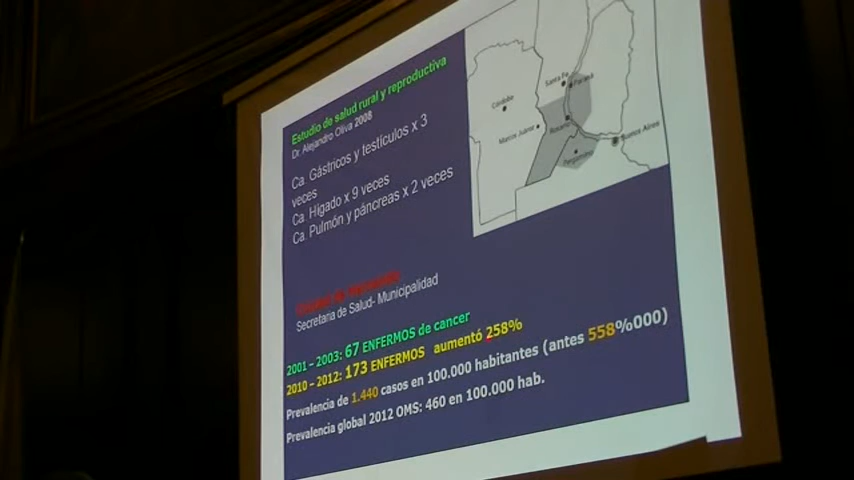 Estudio de salud rural y reproductiva
Dr. Alejandro Oliva 2008
Ca. Gástricos y testículos x 3
veces
Ca. Hígado x 9 veces
Ca. Pulmón y páncreas x 2 veces
Santa Fe
Paraná
Córdoba
Marcos Juarez
Rosario
Buenos Aires
Pergamino
Secretaria de Salud- Municipalidad
2001 – 2003: 67 ENFERMOS de cancer
2010 – 2012: 173 ENFERMOS aumentó 258%
Prevalencia de 1.440 casos en 100.000 habitantes (antes 558%000)
Prevalencia global 2012 OMS: 460 en 100.000 hab.